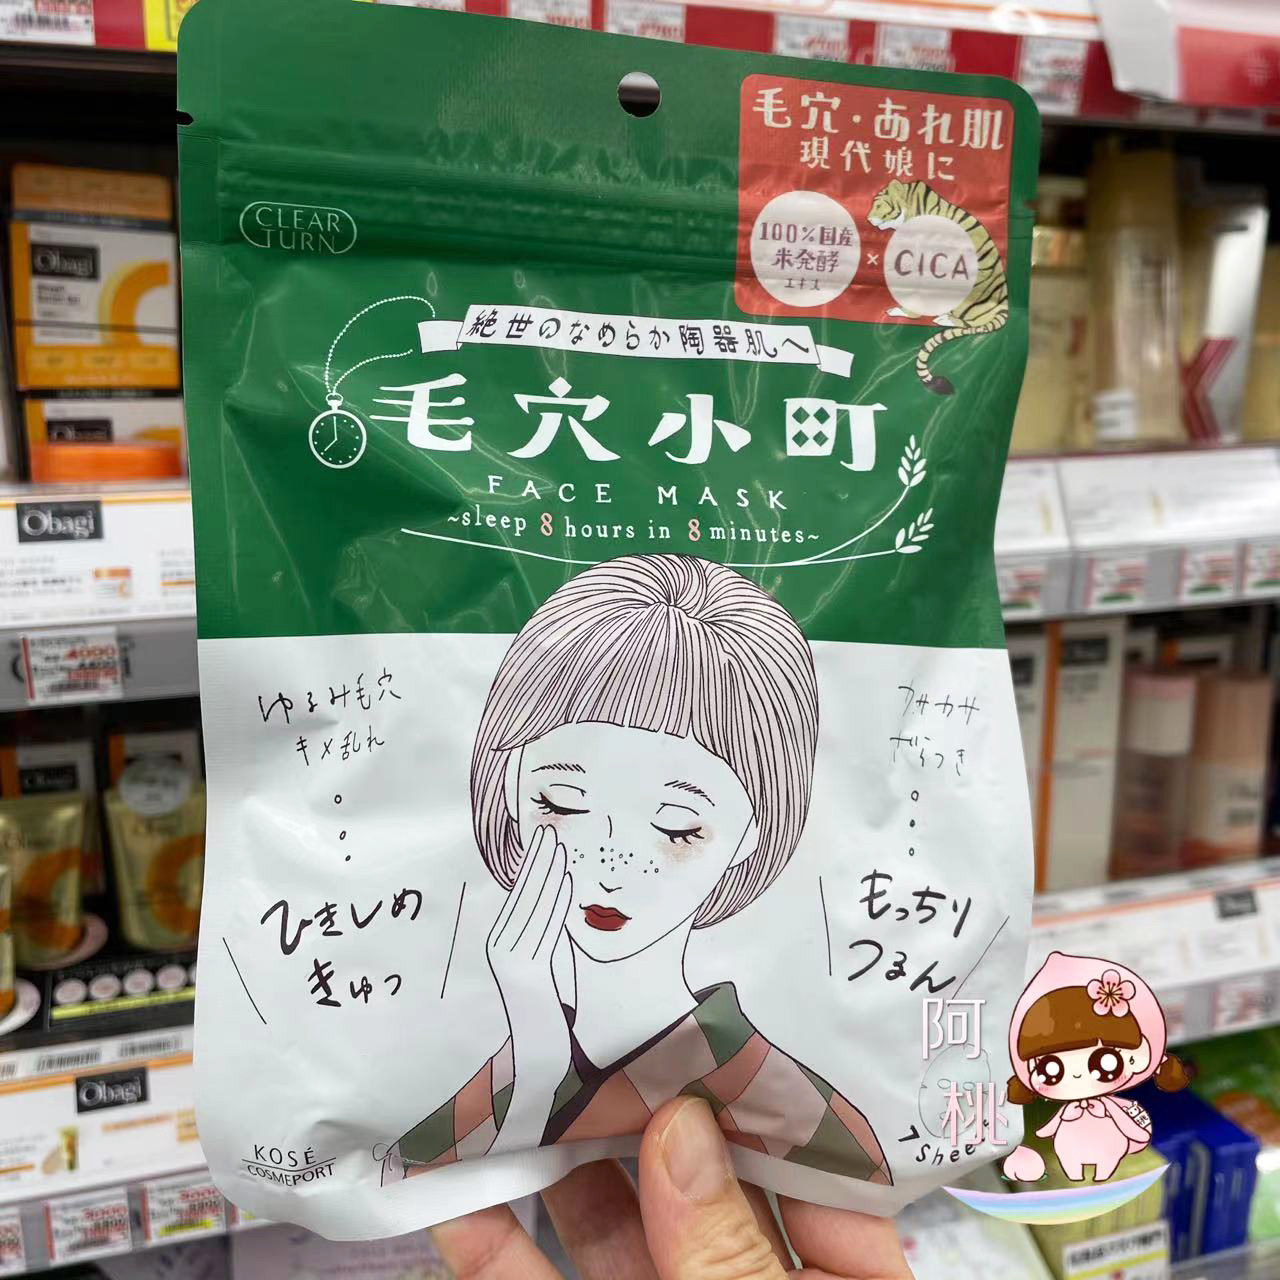 毛穴・あれ肌
現代娘に
100%国産
米発酵
エキス
×
CICA
CLEAR
TURN
絶世のなめらか陶器肌へ
毛穴小町
FACE MASK
~sleep 8 hours in 8 minutes~
ゆるみ毛穴
キメ乱れ
ひきしめ
きゅっ
カサカサ
ざらつき
もっちり
つるん
KOSÉ
COSMEPORT
7 Sheet
阿
桃
Obagi
Obagi
Obagi
Obagi